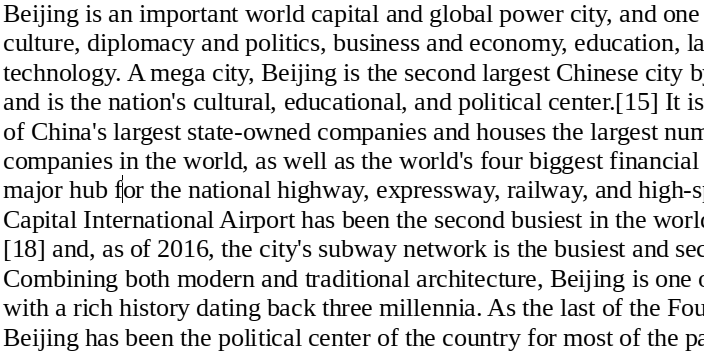 Beijing is an important world capital and global power city, and one
culture, diplomacy and politics, business and economy, education, la
technology. A mega city, Beijing is the second largest Chinese city by
and is the nation's cultural, educational, and political center.[15] It is
of China's largest state-owned companies and houses the largest num
companies in the world, as well as the world's four biggest financial
major hub for the national highway, expressway, railway, and high-sp
Capital International Airport has been the second busiest in the world
[18] and, as of 2016, the city's subway network is the busiest and sec
Combining both modern and traditional architecture, Beijing is one o
with a rich history dating back three millennia. As the last of the Fou
Beijing has been the political center of the country for most of the pa